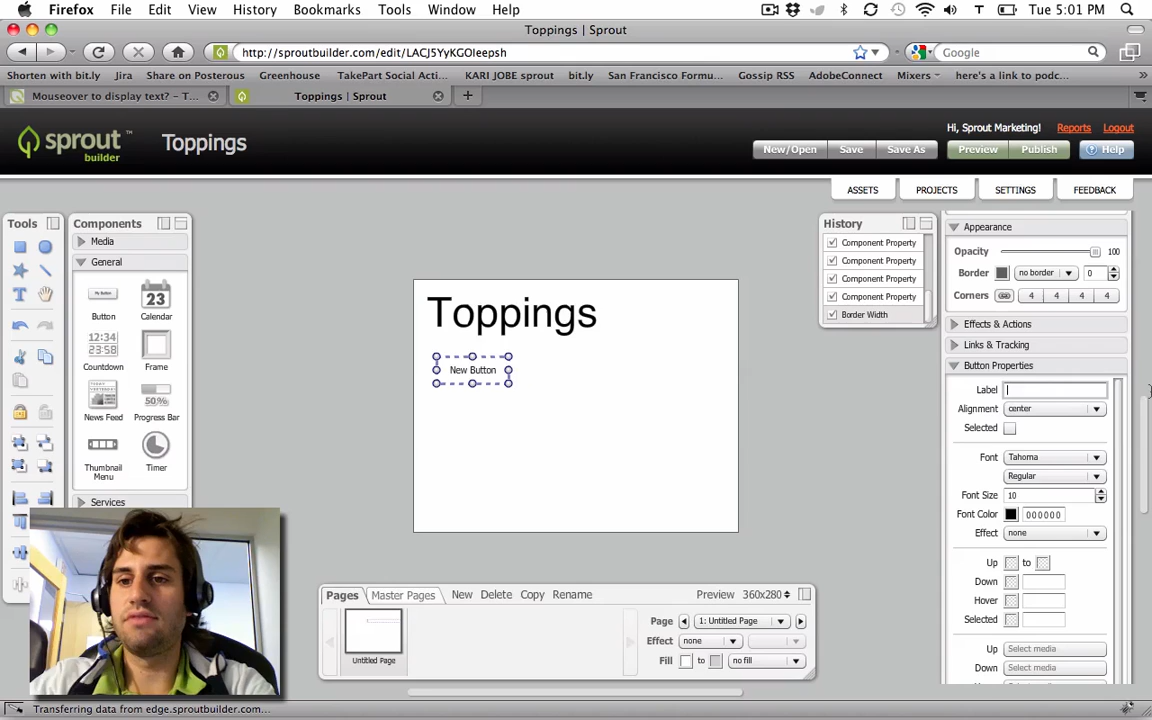 Firefox File Edit View History Bookmarks Tools Window Help Tue 5:01 PM
Toppings | Sprout
http://sproutbuilder.com/edit/LACJ5YyKGOleepsh Google
Shorten with bit.ly Jira Share on Posterous Greenhouse TakePart Social Acti... KARI JOBE sprout bit.ly San Francisco Formu... Gossip RSS AdobeConnect Mixers here's a link to podc...
Mouseover to display text? – T... Toppings | Sprout
sprout™ builder Toppings
Hi, Sprout Marketing! Reports Logout
New/Open Save Save As Preview Publish Help
ASSETS PROJECTS SETTINGS FEEDBACK
Tools Components History
Media
General
Button Calendar
Countdown Frame
News Feed Progress Bar
Thumbnail Menu Timer
Services
My Button
23
12:34
23:58
50%
Toppings
New Button
Component Property
Component Property
Component Property
Component Property
Border Width
Appearance
Opacity 100
Border no border 0
Corners 4 4 4 4
Effects & Actions
Links & Tracking
Button Properties
Label
Alignment center
Selected
Font Tahoma
Regular
Font Size 10
Font Color 000000
Effect none
Up to
Down
Hover
Selected
Up Select media
Down Select media
Pages Master Pages New Delete Copy Rename Preview 360x280
Page 1: Untitled Page
Effect none
Fill to no fill
Untitled Page
Transferring data from edge.sproutbuilder.com...